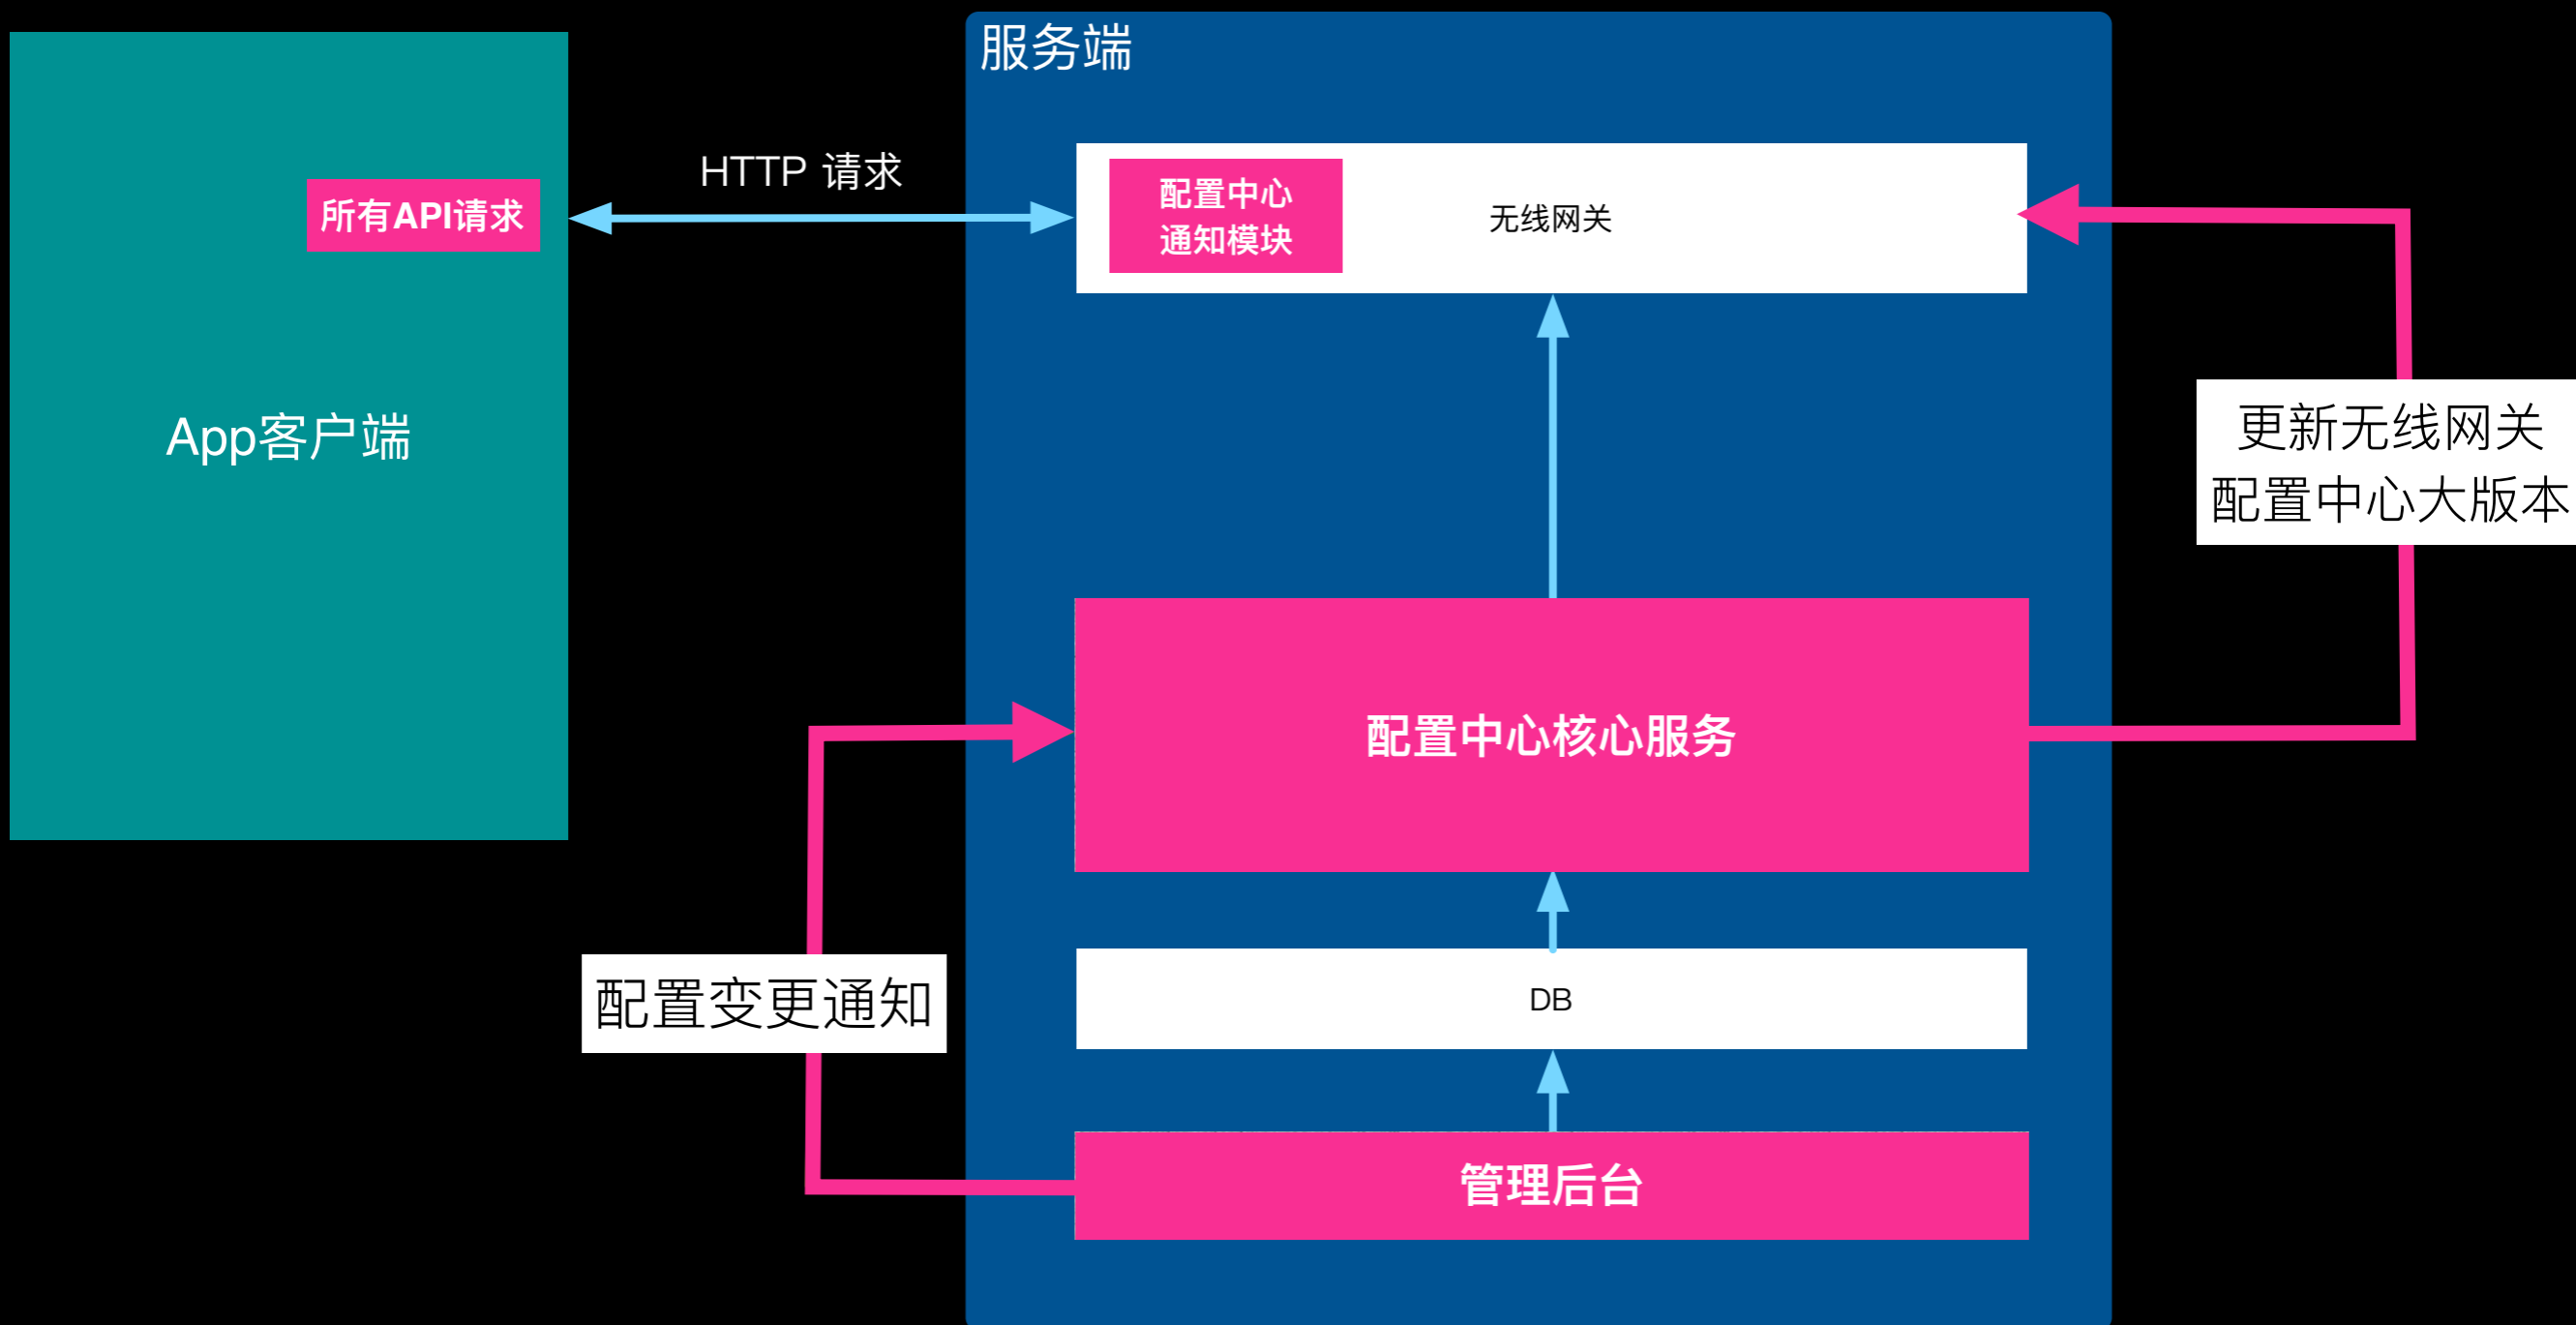 服务端
HTTP 请求
所有API请求
配置中心
通知模块
无线网关
App客户端
更新无线网关
配置中心大版本
配置中心核心服务
配置变更通知
DB
管理后台